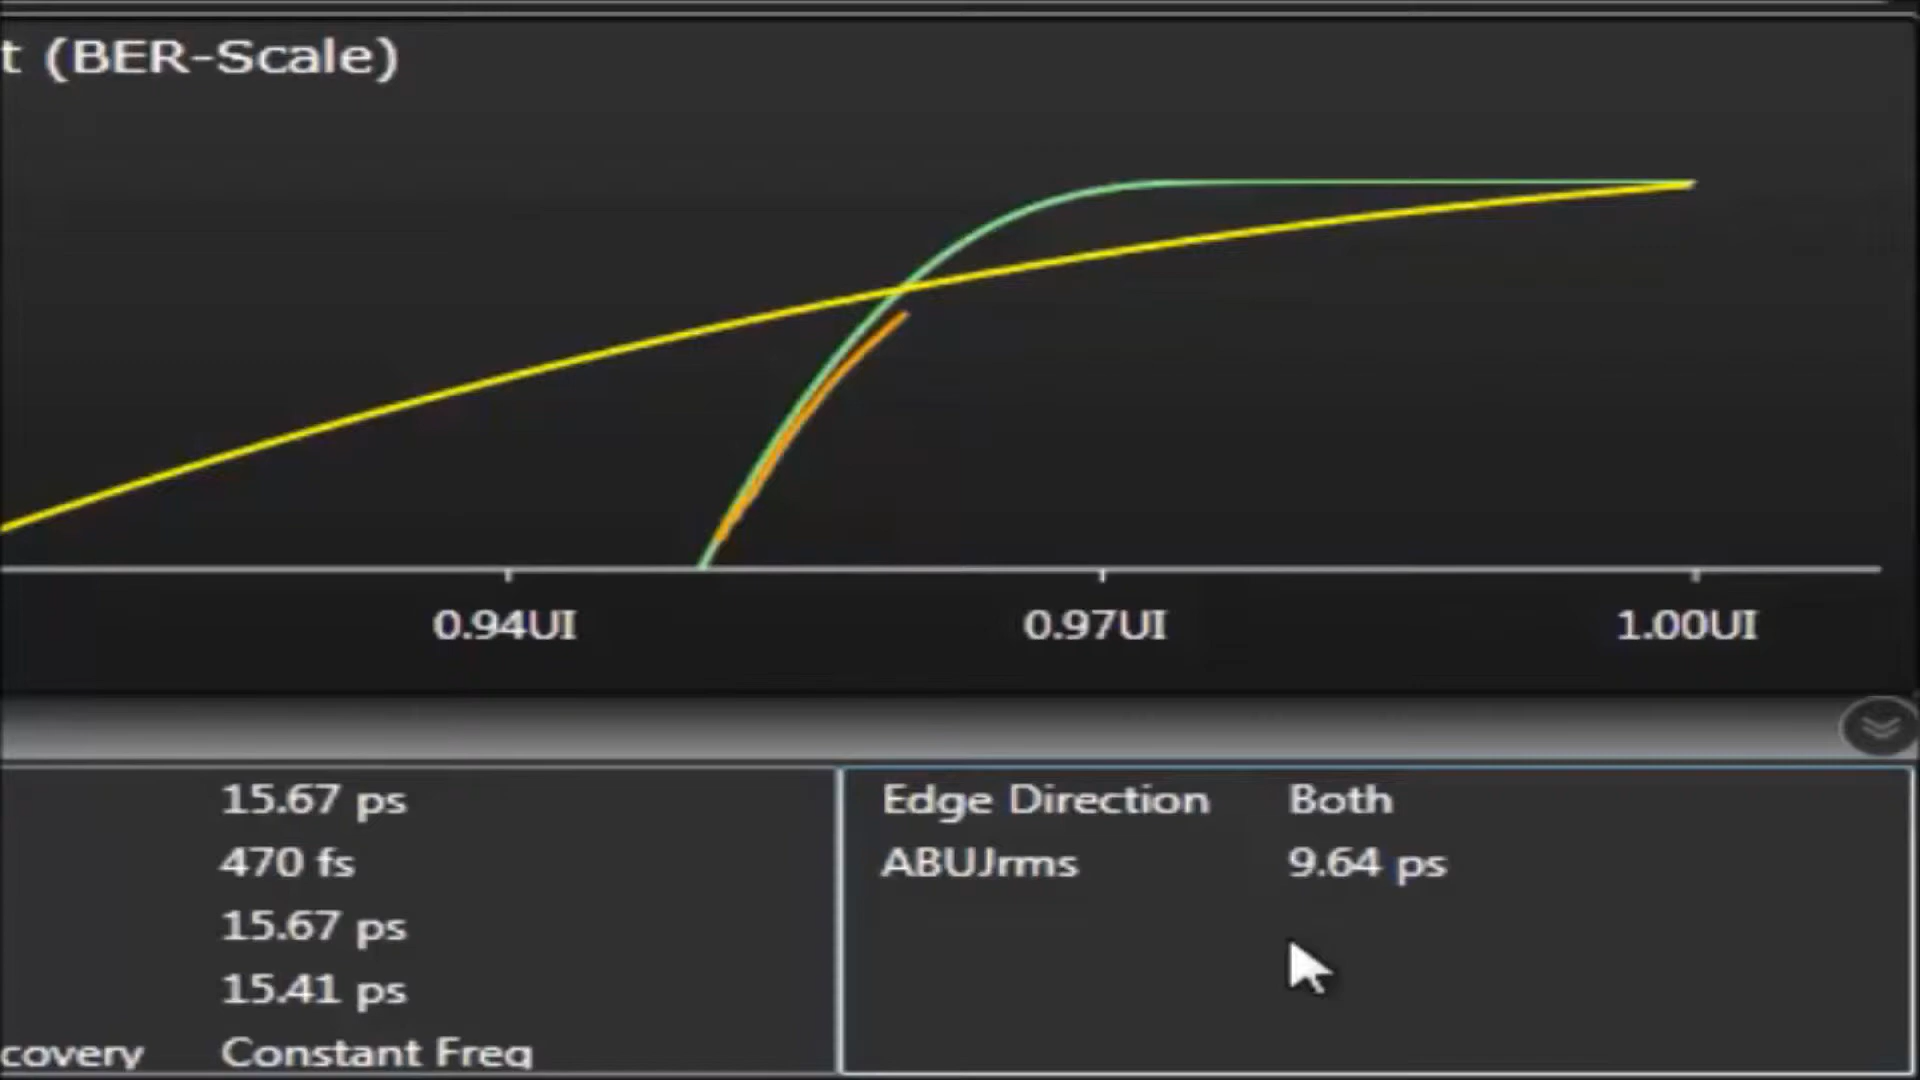 t (BER-Scale)
0.94UI 0.97UI 1.00UI
15.67 ps
470 fs
15.67 ps
15.41 ps
covery Constant Freq
Edge Direction Both
ABUJrms 9.64 ps